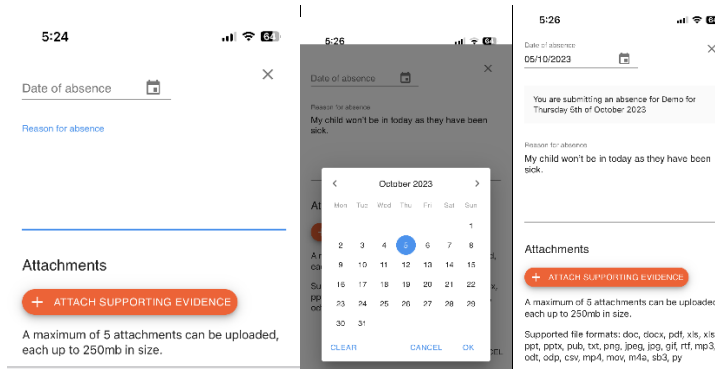 5:24
64
Date of absence
Reason for absence
Attachments
+ ATTACH SUPPORTING EVIDENCE
A maximum of 5 attachments can be uploaded,
each up to 250mb in size.
5:26
64
Date of absence
Reason for absence
My child won't be in today as they have been
sick.
October 2023
Mon Tue Wed Thu Fri Sat Sun
1
2 3 4 5 6 7 8
9 10 11 12 13 14 15
16 17 18 19 20 21 22
23 24 25 26 27 28 29
30 31
CLEAR CANCEL OK
5:26
Date of absence
05/10/2023
You are submitting an absence for Demo for
Thursday 5th of October 2023
Reason for absence
My child won't be in today as they have been
sick.
Attachments
+ ATTACH SUPPORTING EVIDENCE
A maximum of 5 attachments can be uploaded
each up to 250mb in size.
Supported file formats: doc, docx, pdf, xls, xls
ppt, pptx, pub, txt, png, jpeg, jpg, gif, rtf, mp3,
odt, odp, csv, mp4, mov, m4a, sb3, py